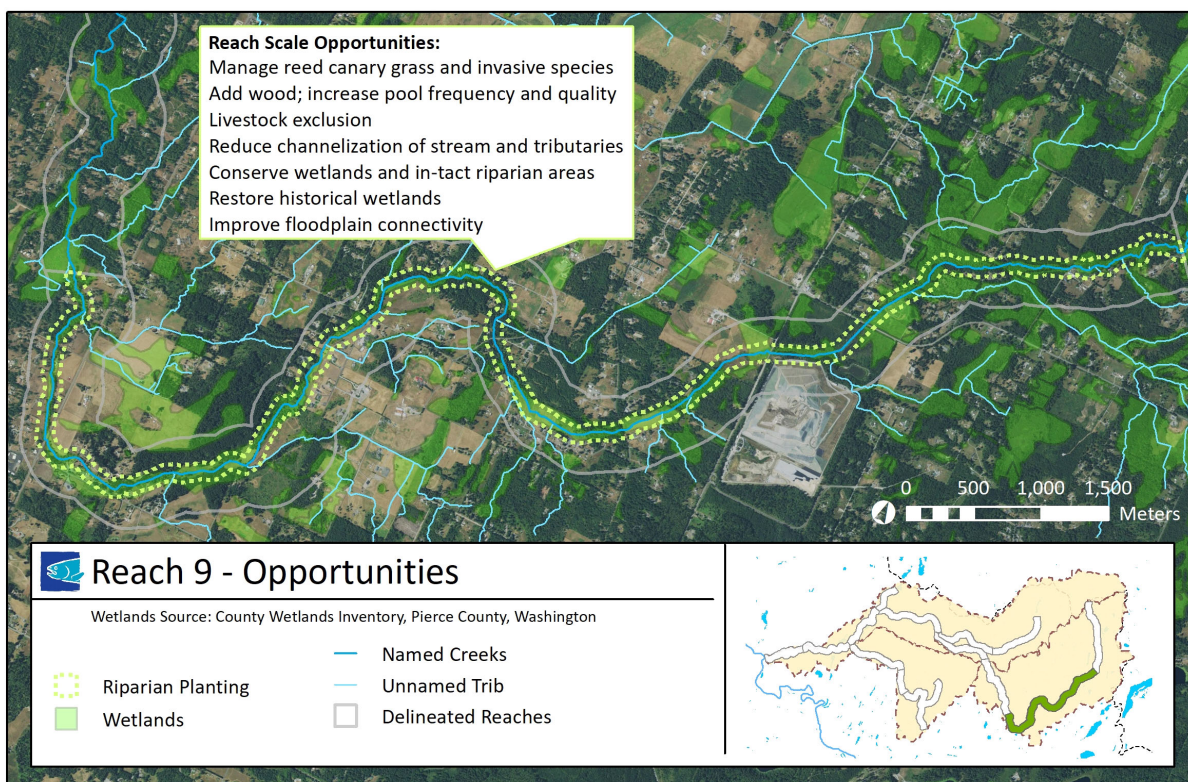 Reach Scale Opportunities:
Manage reed canary grass and invasive species
Add wood; increase pool frequency and quality
Livestock exclusion
Reduce channelization of stream and tributaries
Conserve wetlands and in-tact riparian areas
Restore historical wetlands
Improve floodplain connectivity
0 500 1,000 1,500
Meters
Reach 9 - Opportunities
Wetlands Source: County Wetlands Inventory, Pierce County, Washington
Riparian Planting
Wetlands
Named Creeks
Unnamed Trib
Delineated Reaches